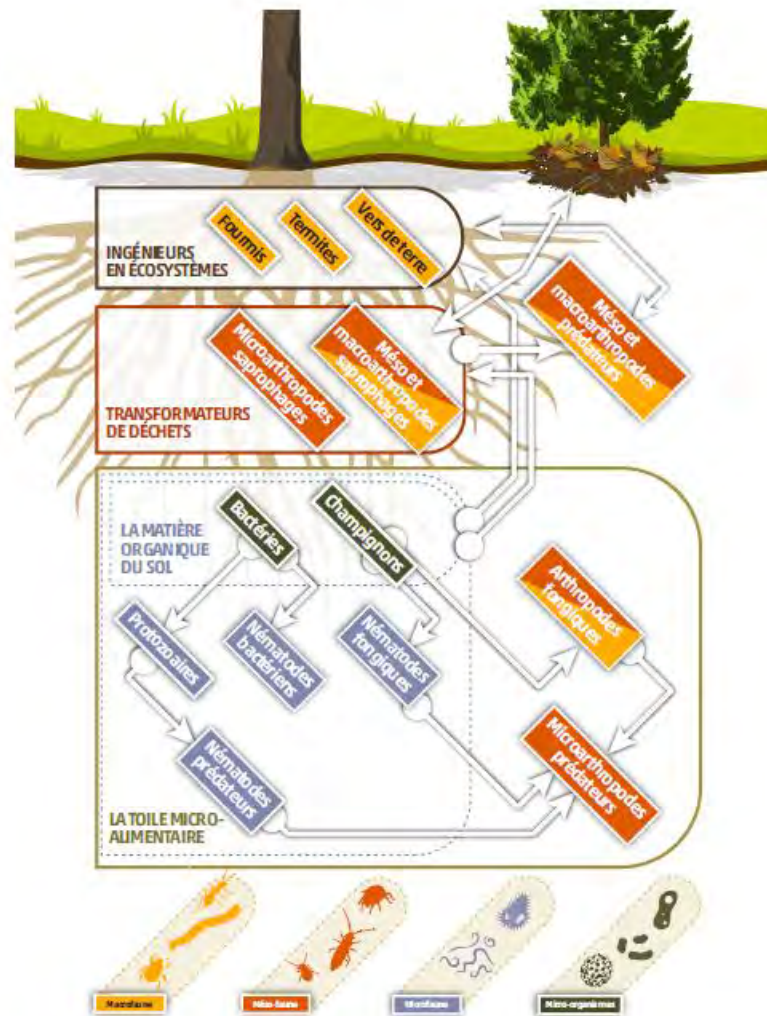 Fourmis
Termites
Vers de terre
INGÉNIEURS
EN ÉCOSYSTÈMES
Méso et
macroarthropodes
prédateurs
Microarthropodes
saprophages
Méso et
macroarthropodes
saprophages
TRANSFORMATEURS
DE DÉCHETS
Bactéries
champignons
LA MATIÈRE
ORGANIQUE
DU SOL
Arthropodes
fongiques
Protozoaires
Nématodes
bactériens
Nématodes
fongiques
Nématodes
prédateurs
Microarthropodes
prédateurs
LA TOILE MICRO-
ALIMENTAIRE
Macrofaune
Méso-faune
Microfaune
Micro-organismes